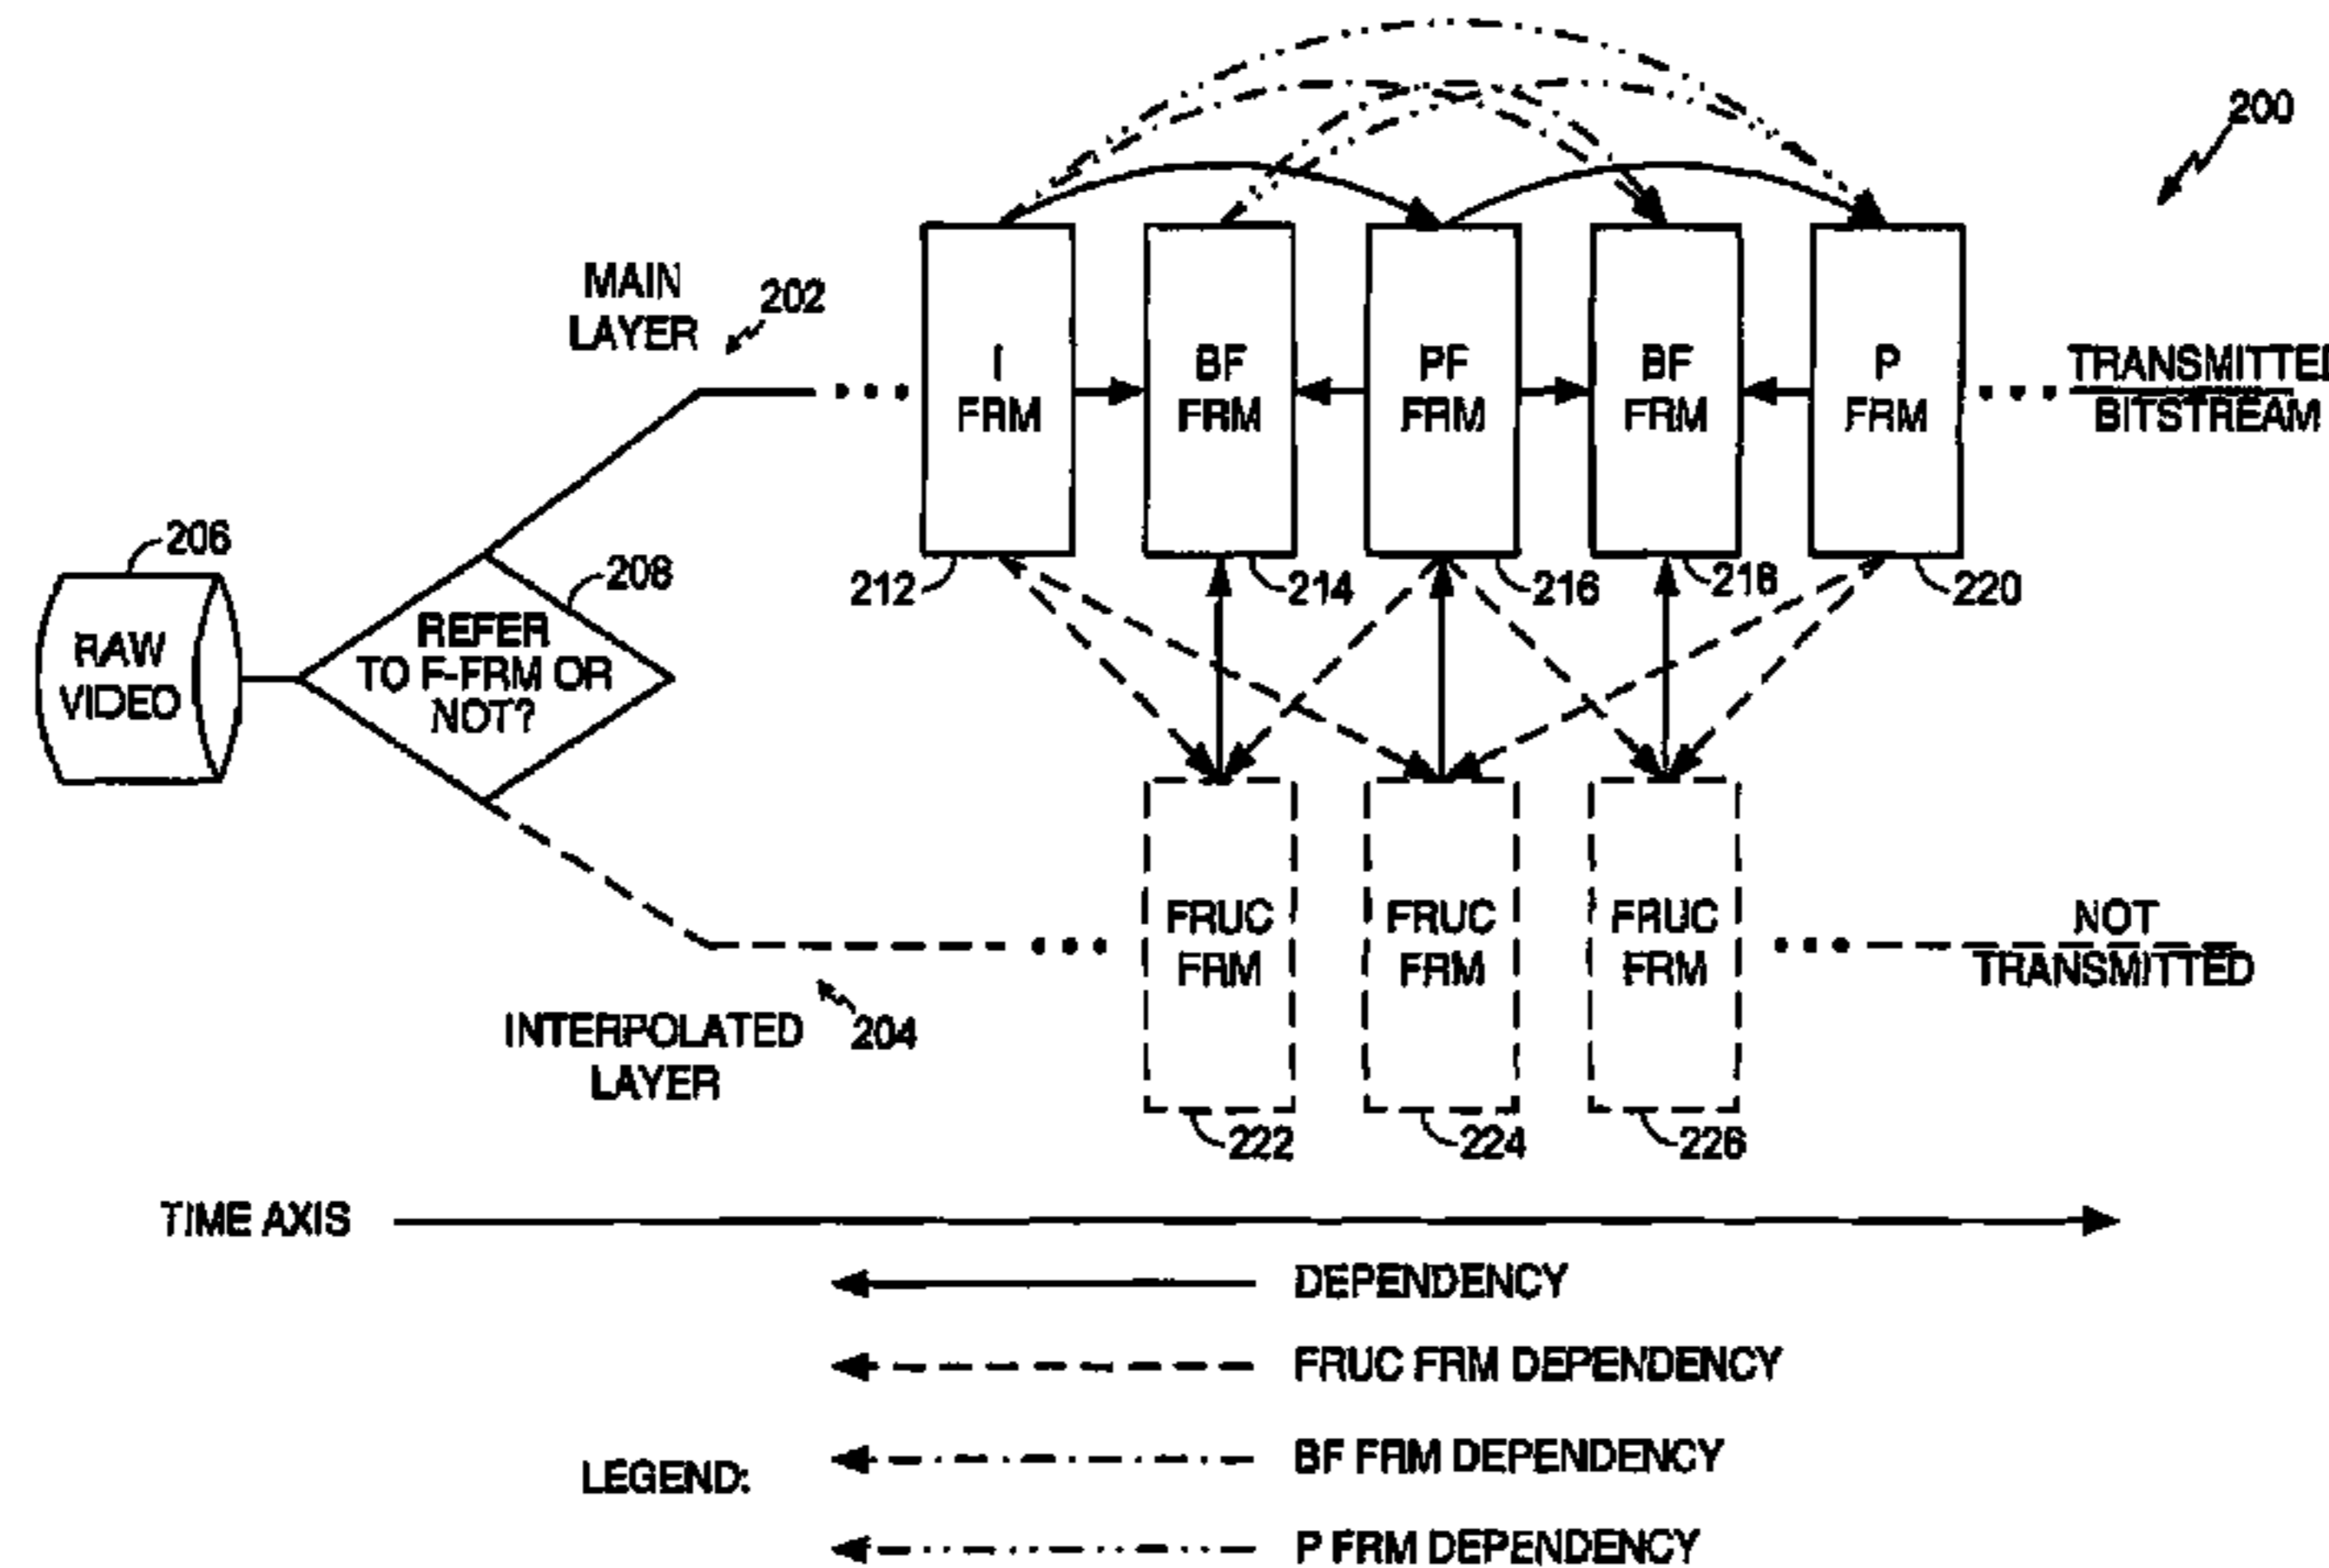 200
MAIN
LAYER
202
I
FRM
BF
FRM
PF
FRM
BF
FRM
P
FRM
TRANSMITTED
BITSTREAM
206
208
RAW
VIDEO
REFER
TO F-FRM OR
NOT?
212
214
216
218
220
FRUC
FRM
FRUC
FRM
FRUC
FRM
NOT
TRANSMITTED
INTERPOLATED
LAYER
204
222
224
226
TIME AXIS
LEGEND:
DEPENDENCY
FRUC FRM DEPENDENCY
BF FRM DEPENDENCY
P FRM DEPENDENCY